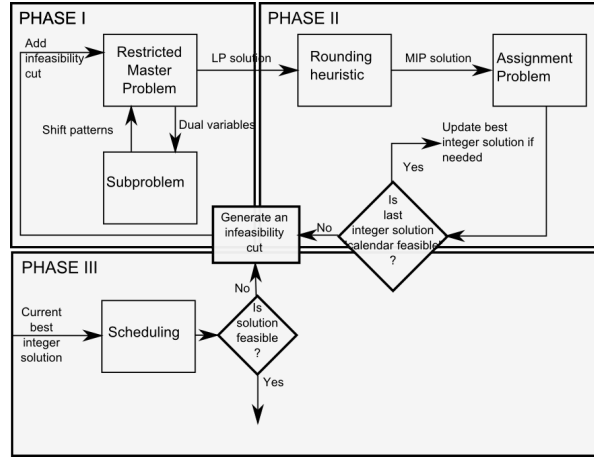 PHASE I
Add
infeasibility
cut
Restricted
Master
Problem
LP solution
Shift patterns
Dual variables
Subproblem
PHASE II
Rounding
heuristic
MIP solution
Assignment
Problem
Update best
integer solution if
needed
Yes
Is
last
integer solution
'calendar feasible'
?
No
Generate an
infeasibility
cut
PHASE III
No
Current
best
integer
solution
Scheduling
Is
solution
feasible
?
Yes